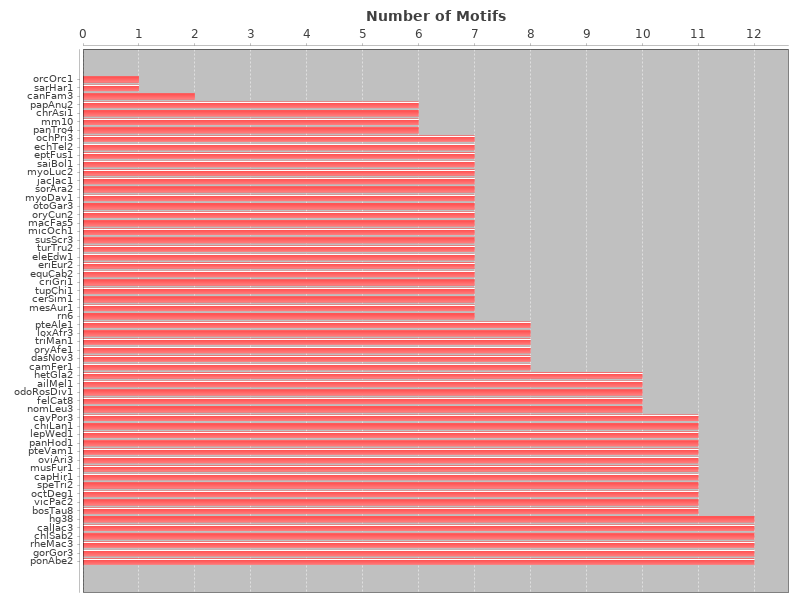 Number of Motifs
0 1 2 3 4 5 6 7 8 9 10 11 12
orcOrc1
sarHar1
canFam3
papAnu2
chrAsi1
mm10
panTro4
ochPri3
echTel2
eptFus1
saiBol1
myoLuc2
jacJac1
sorAra2
myoDav1
otoGar3
oryCun2
macFas5
micOch1
susScr3
turTru2
eleEdw1
eriEur2
equCab2
criGri1
tupChi1
cerSim1
mesAur1
rn6
pteAle1
loxAfr3
triMan1
oryAfe1
dasNov3
camFer1
hetGla2
ailMel1
odoRosDiv1
felCat8
nomLeu3
cavPor3
chiLan1
lepWed1
panHod1
pteVam1
oviAri3
musFur1
capHir1
speTri2
octDeg1
vicPac2
bosTau8
hg38
calJac3
chlSab2
rheMac3
gorGor3
ponAbe2